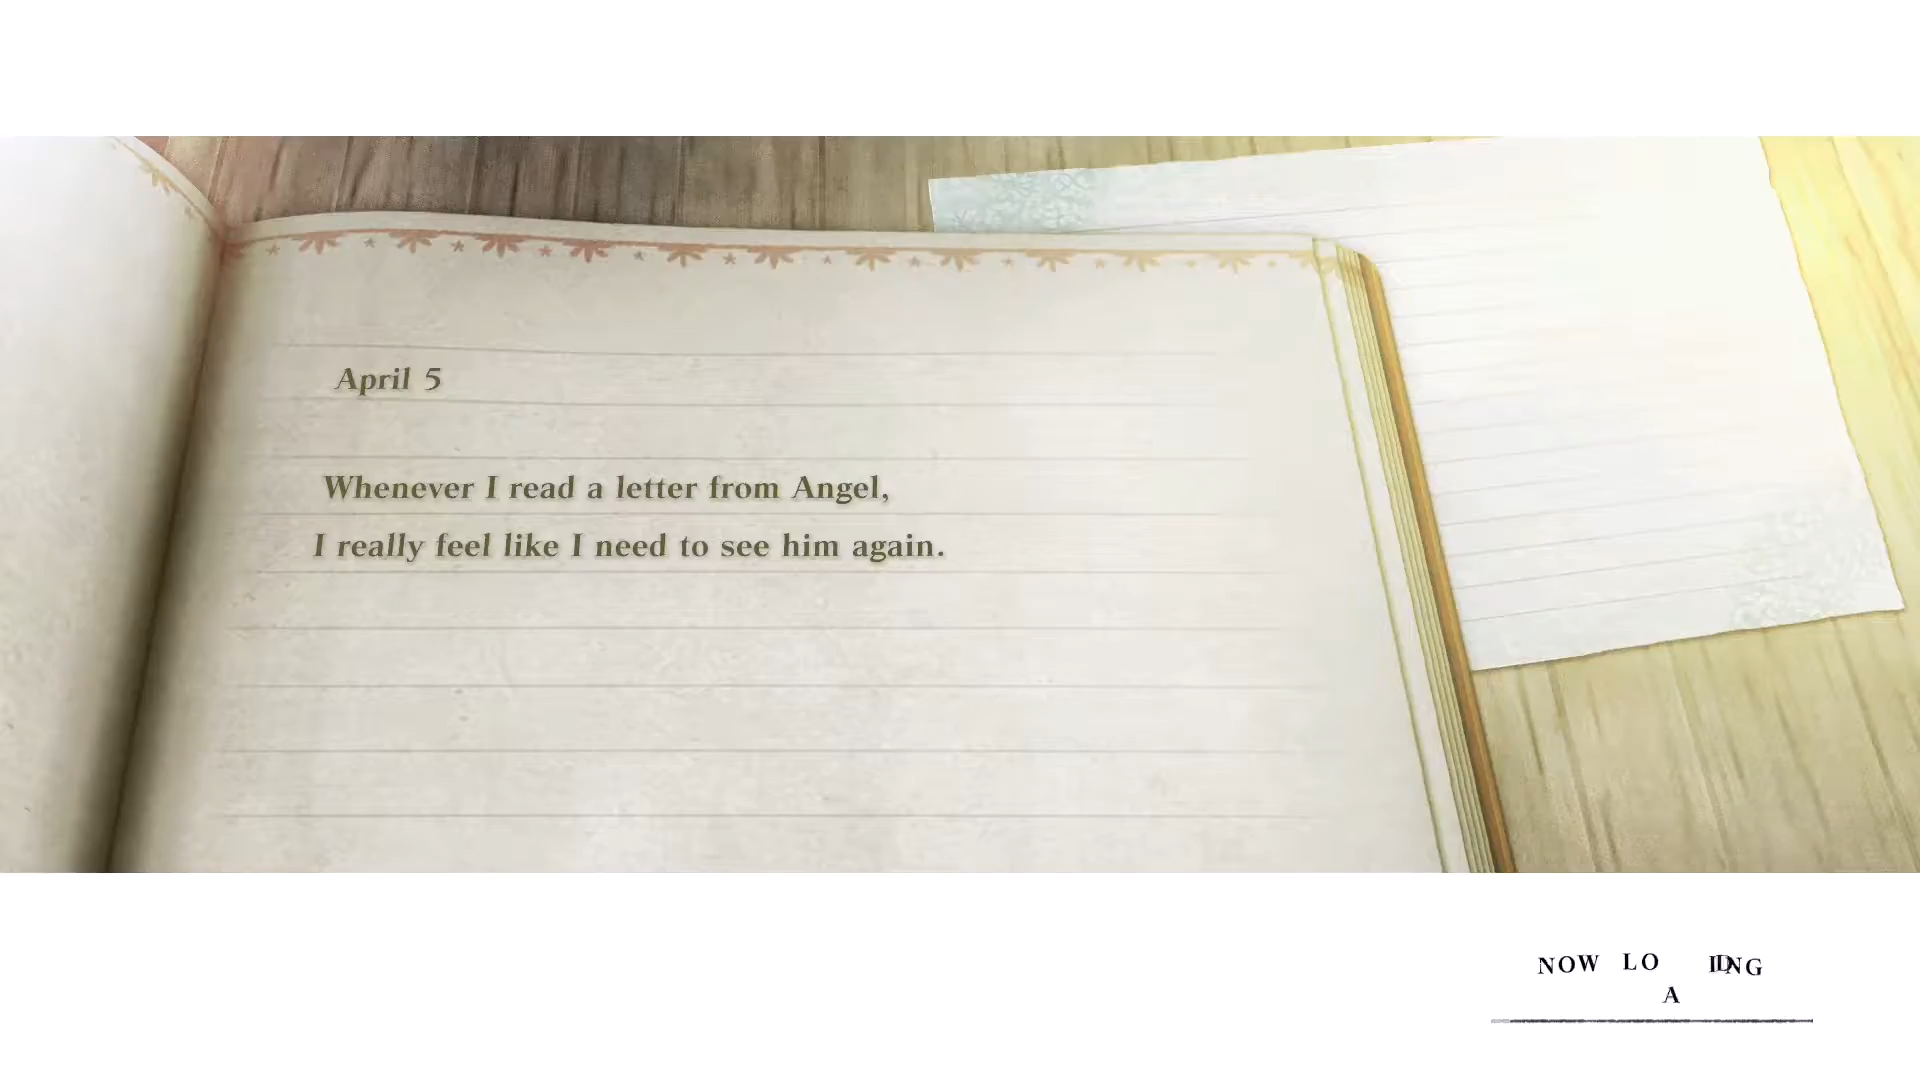 April 5
Whenever I read a letter from Angel,
I really feel like I need to see him again.
NOW LOADING